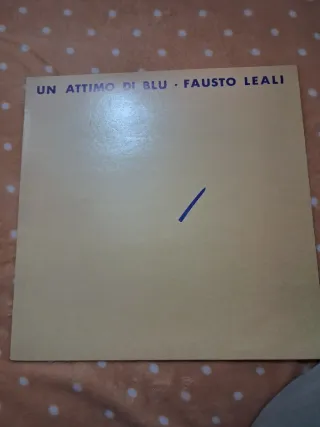 UN ATTIMO DI BLU · FAUSTO LEALI